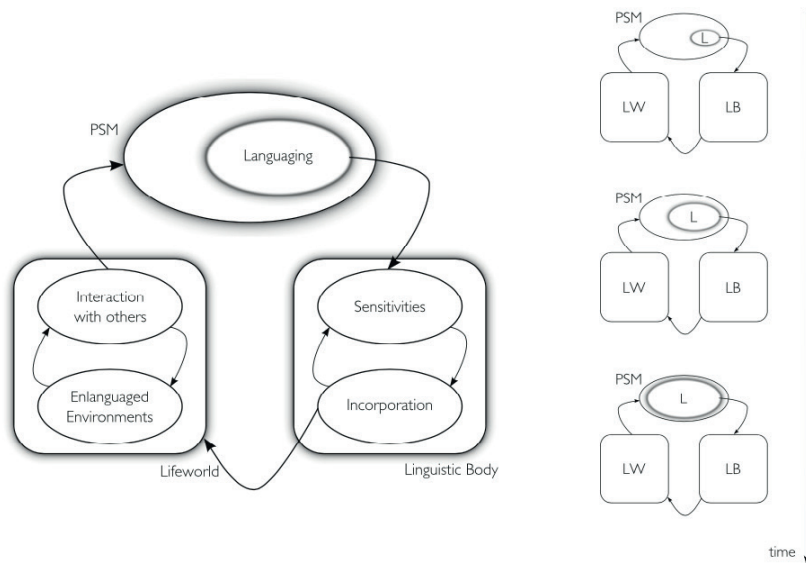 PSM
Languaging
Interaction
with others
Enlanguaged
Environments
Lifeworld
Sensitivities
Incorporation
Linguistic Body
PSM
L
LW
LB
PSM
L
LW
LB
PSM
L
LW
LB
time